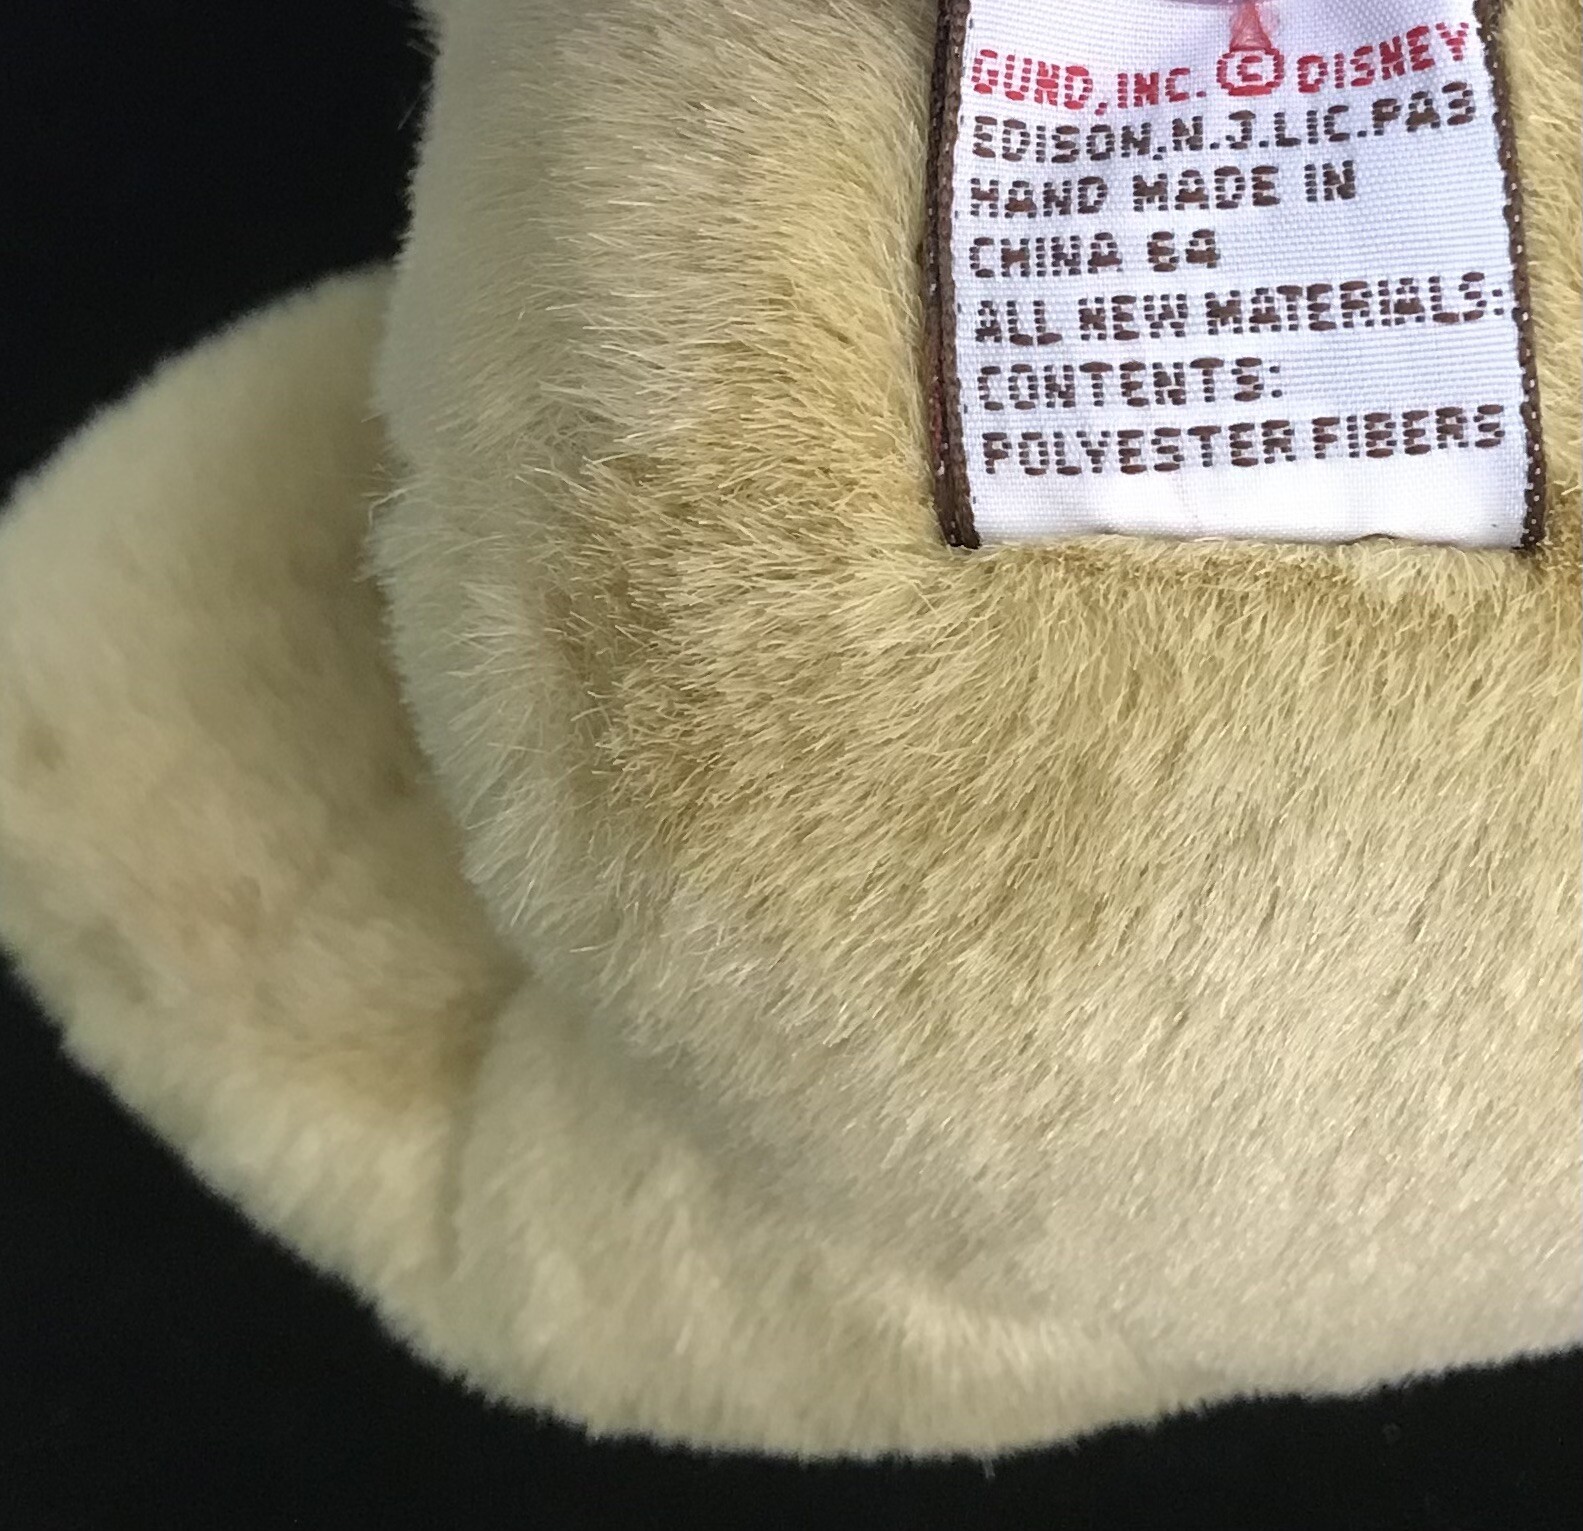 GUND, INC. © DISNEY
EDISON, N.J. LIC. PA3
HAND MADE IN
CHINA 64
ALL NEW MATERIALS:
CONTENTS:
POLYESTER FIBERS